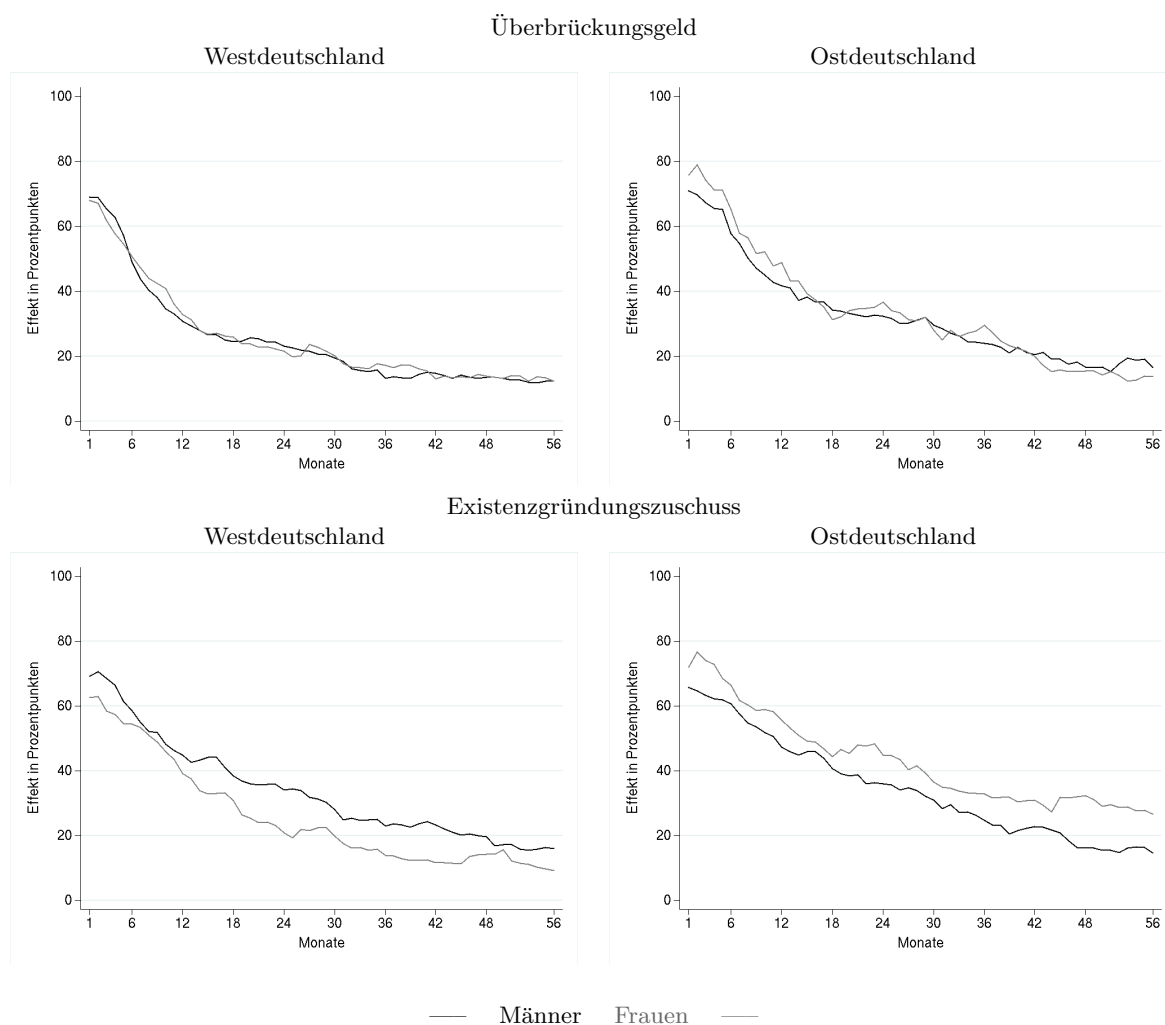 Überbrückungsgeld
Westdeutschland Ostdeutschland
100 100
80 80
60 60
40 40
20 20
0 0
Effekt in Prozentpunkten Effekt in Prozentpunkten
1 6 12 18 24 30 36 42 48 56 1 6 12 18 24 30 36 42 48 56
Monate Monate
Existenzgründungszuschuss
Westdeutschland Ostdeutschland
100 100
80 80
60 60
40 40
20 20
0 0
Effekt in Prozentpunkten Effekt in Prozentpunkten
1 6 12 18 24 30 36 42 48 56 1 6 12 18 24 30 36 42 48 56
Monate Monate
Männer Frauen